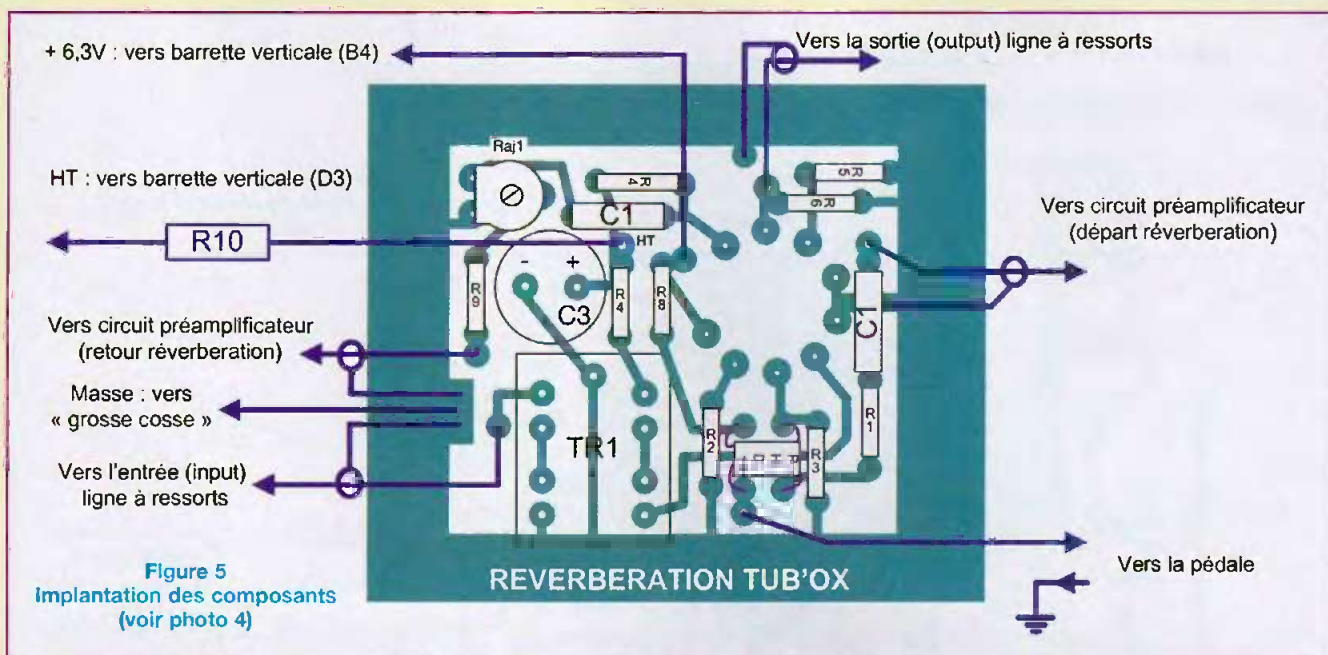 + 6,3V : vers barrette verticale (B4)
Vers la sortie (output) ligne à ressorts
Raj1
HT : vers barrette verticale (D3)
R4
R5
R6
C1
R10
HT
Vers circuit préamplificateur
(départ réverberation)
-
+
R9
C3
R4
R8
C1
Vers circuit préamplificateur
(retour réverberation)
Masse : vers
« grosse cosse »
TR1
R2
R3
R1
Vers l'entrée (input)
ligne à ressorts
Vers la pédale
REVERBERATION TUB'OX
Figure 5
Implantation des composants
(voir photo 4)